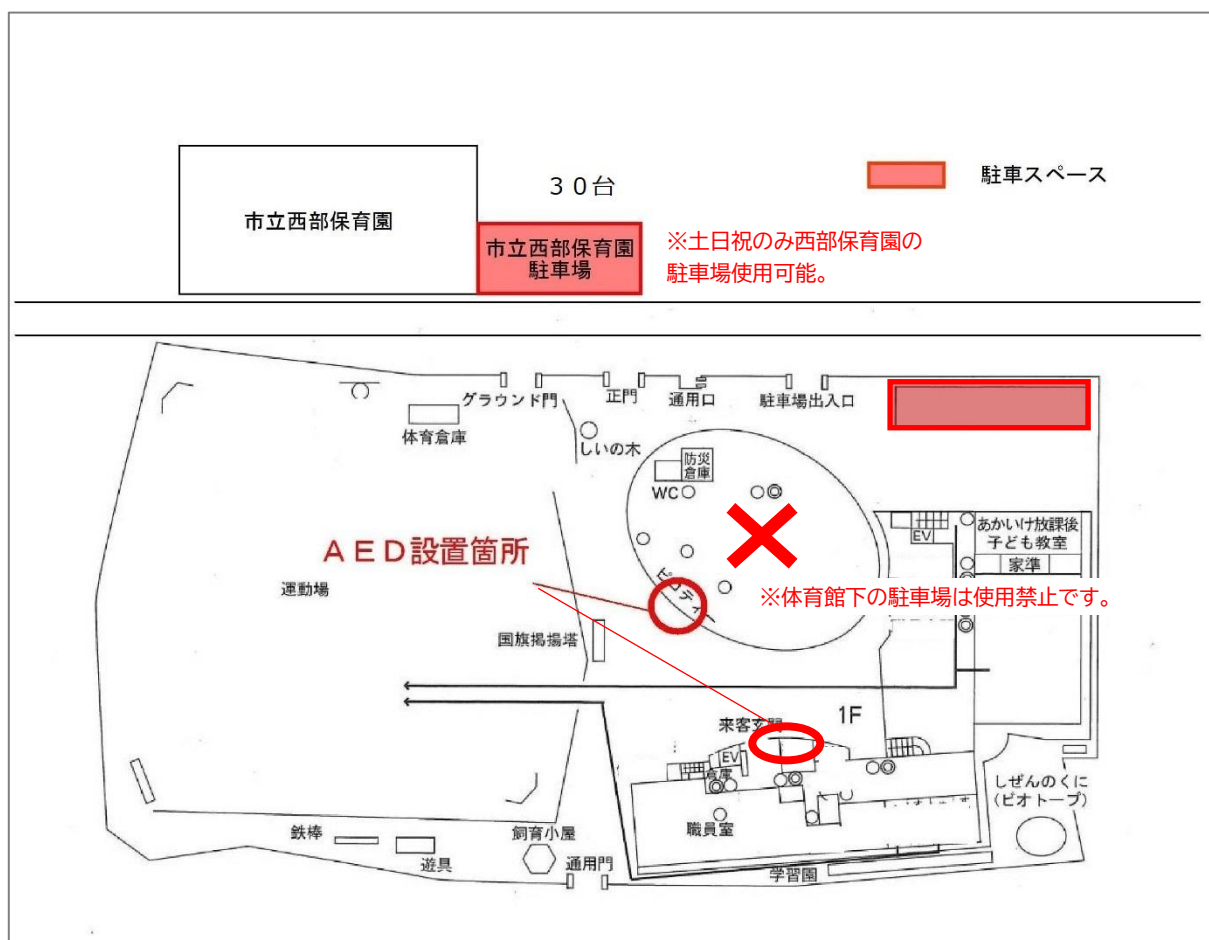 ３０台
駐車スペース
市立西部保育園
市立西部保育園
駐車場
※土日祝のみ西部保育園の
駐車場使用可能。
グラウンド門
正門
通用口
駐車場出入口
体育倉庫
しいの木
防災
倉庫
WC
EV
あかいけ放課後
子ども教室
家準
ＡＥＤ設置箇所
ピロティー
※体育館下の駐車場は使用禁止です。
運動場
国旗掲揚塔
1F
来客玄関
EV
倉庫
しぜんのくに
（ビオトープ）
職員室
鉄棒
遊具
飼育小屋
通用門
学習園